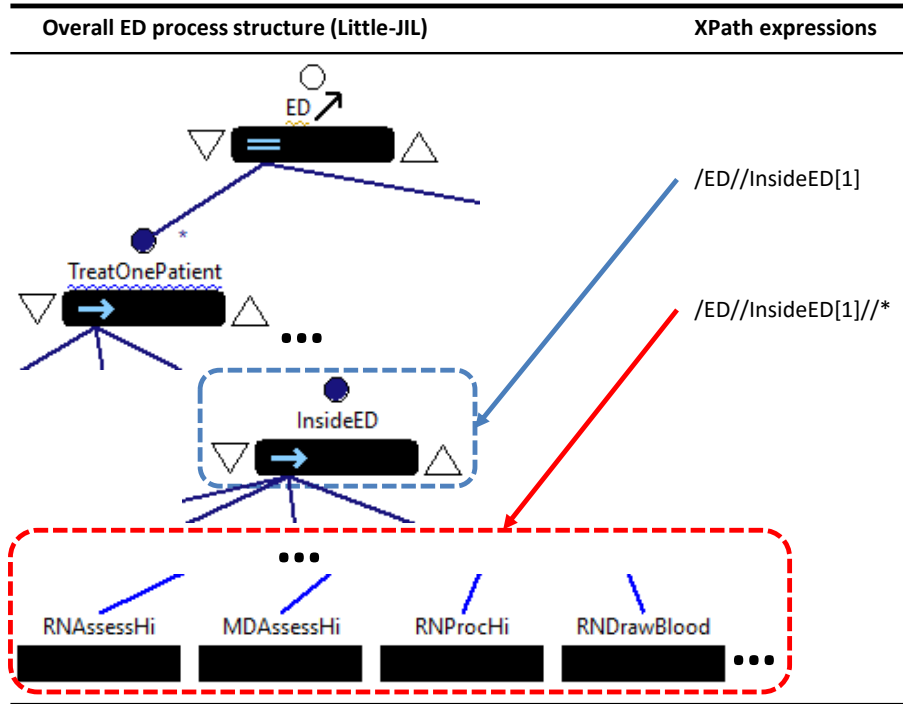 Overall ED process structure (Little-JIL) XPath expressions
ED
/ED//InsideED[1]
*
TreatOnePatient
/ED//InsideED[1]//*
...
InsideED
...
RNAssessHi MDAssessHi RNProcHi RNDrawBlood
...